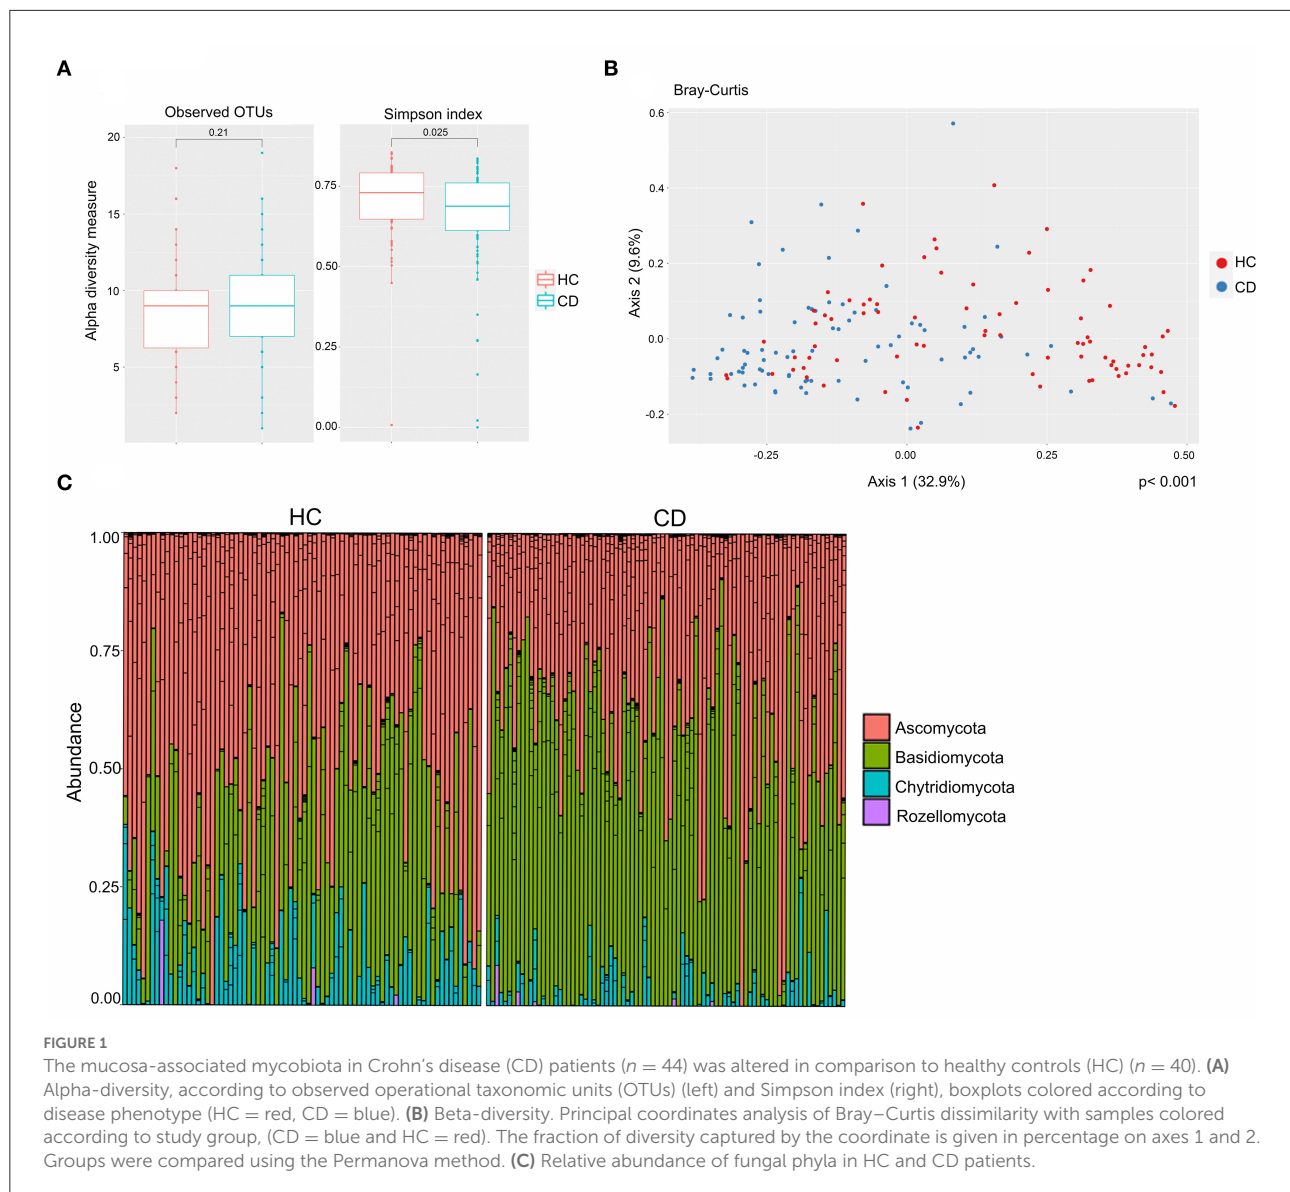 A
Observed OTUs
Simpson index
0.21
0.025
Alpha diversity measure
20
15
10
5
0.75
0.50
0.25
0.00
HC
CD
B
Bray-Curtis
Axis 2 (9.6%)
0.6
0.4
0.2
0.0
-0.2
-0.25
0.00
0.25
0.50
Axis 1 (32.9%)
p< 0.001
HC
CD
C
HC
CD
Abundance
1.00
0.75
0.50
0.25
0.00
Ascomycota
Basidiomycota
Chytridiomycota
Rozellomycota
FIGURE 1
The mucosa-associated mycobiota in Crohn’s disease (CD) patients (n = 44) was altered in comparison to healthy controls (HC) (n = 40). (A)
Alpha-diversity, according to observed operational taxonomic units (OTUs) (left) and Simpson index (right), boxplots colored according to
disease phenotype (HC = red, CD = blue). (B) Beta-diversity. Principal coordinates analysis of Bray–Curtis dissimilarity with samples colored
according to study group, (CD = blue and HC = red). The fraction of diversity captured by the coordinate is given in percentage on axes 1 and 2.
Groups were compared using the Permanova method. (C) Relative abundance of fungal phyla in HC and CD patients.